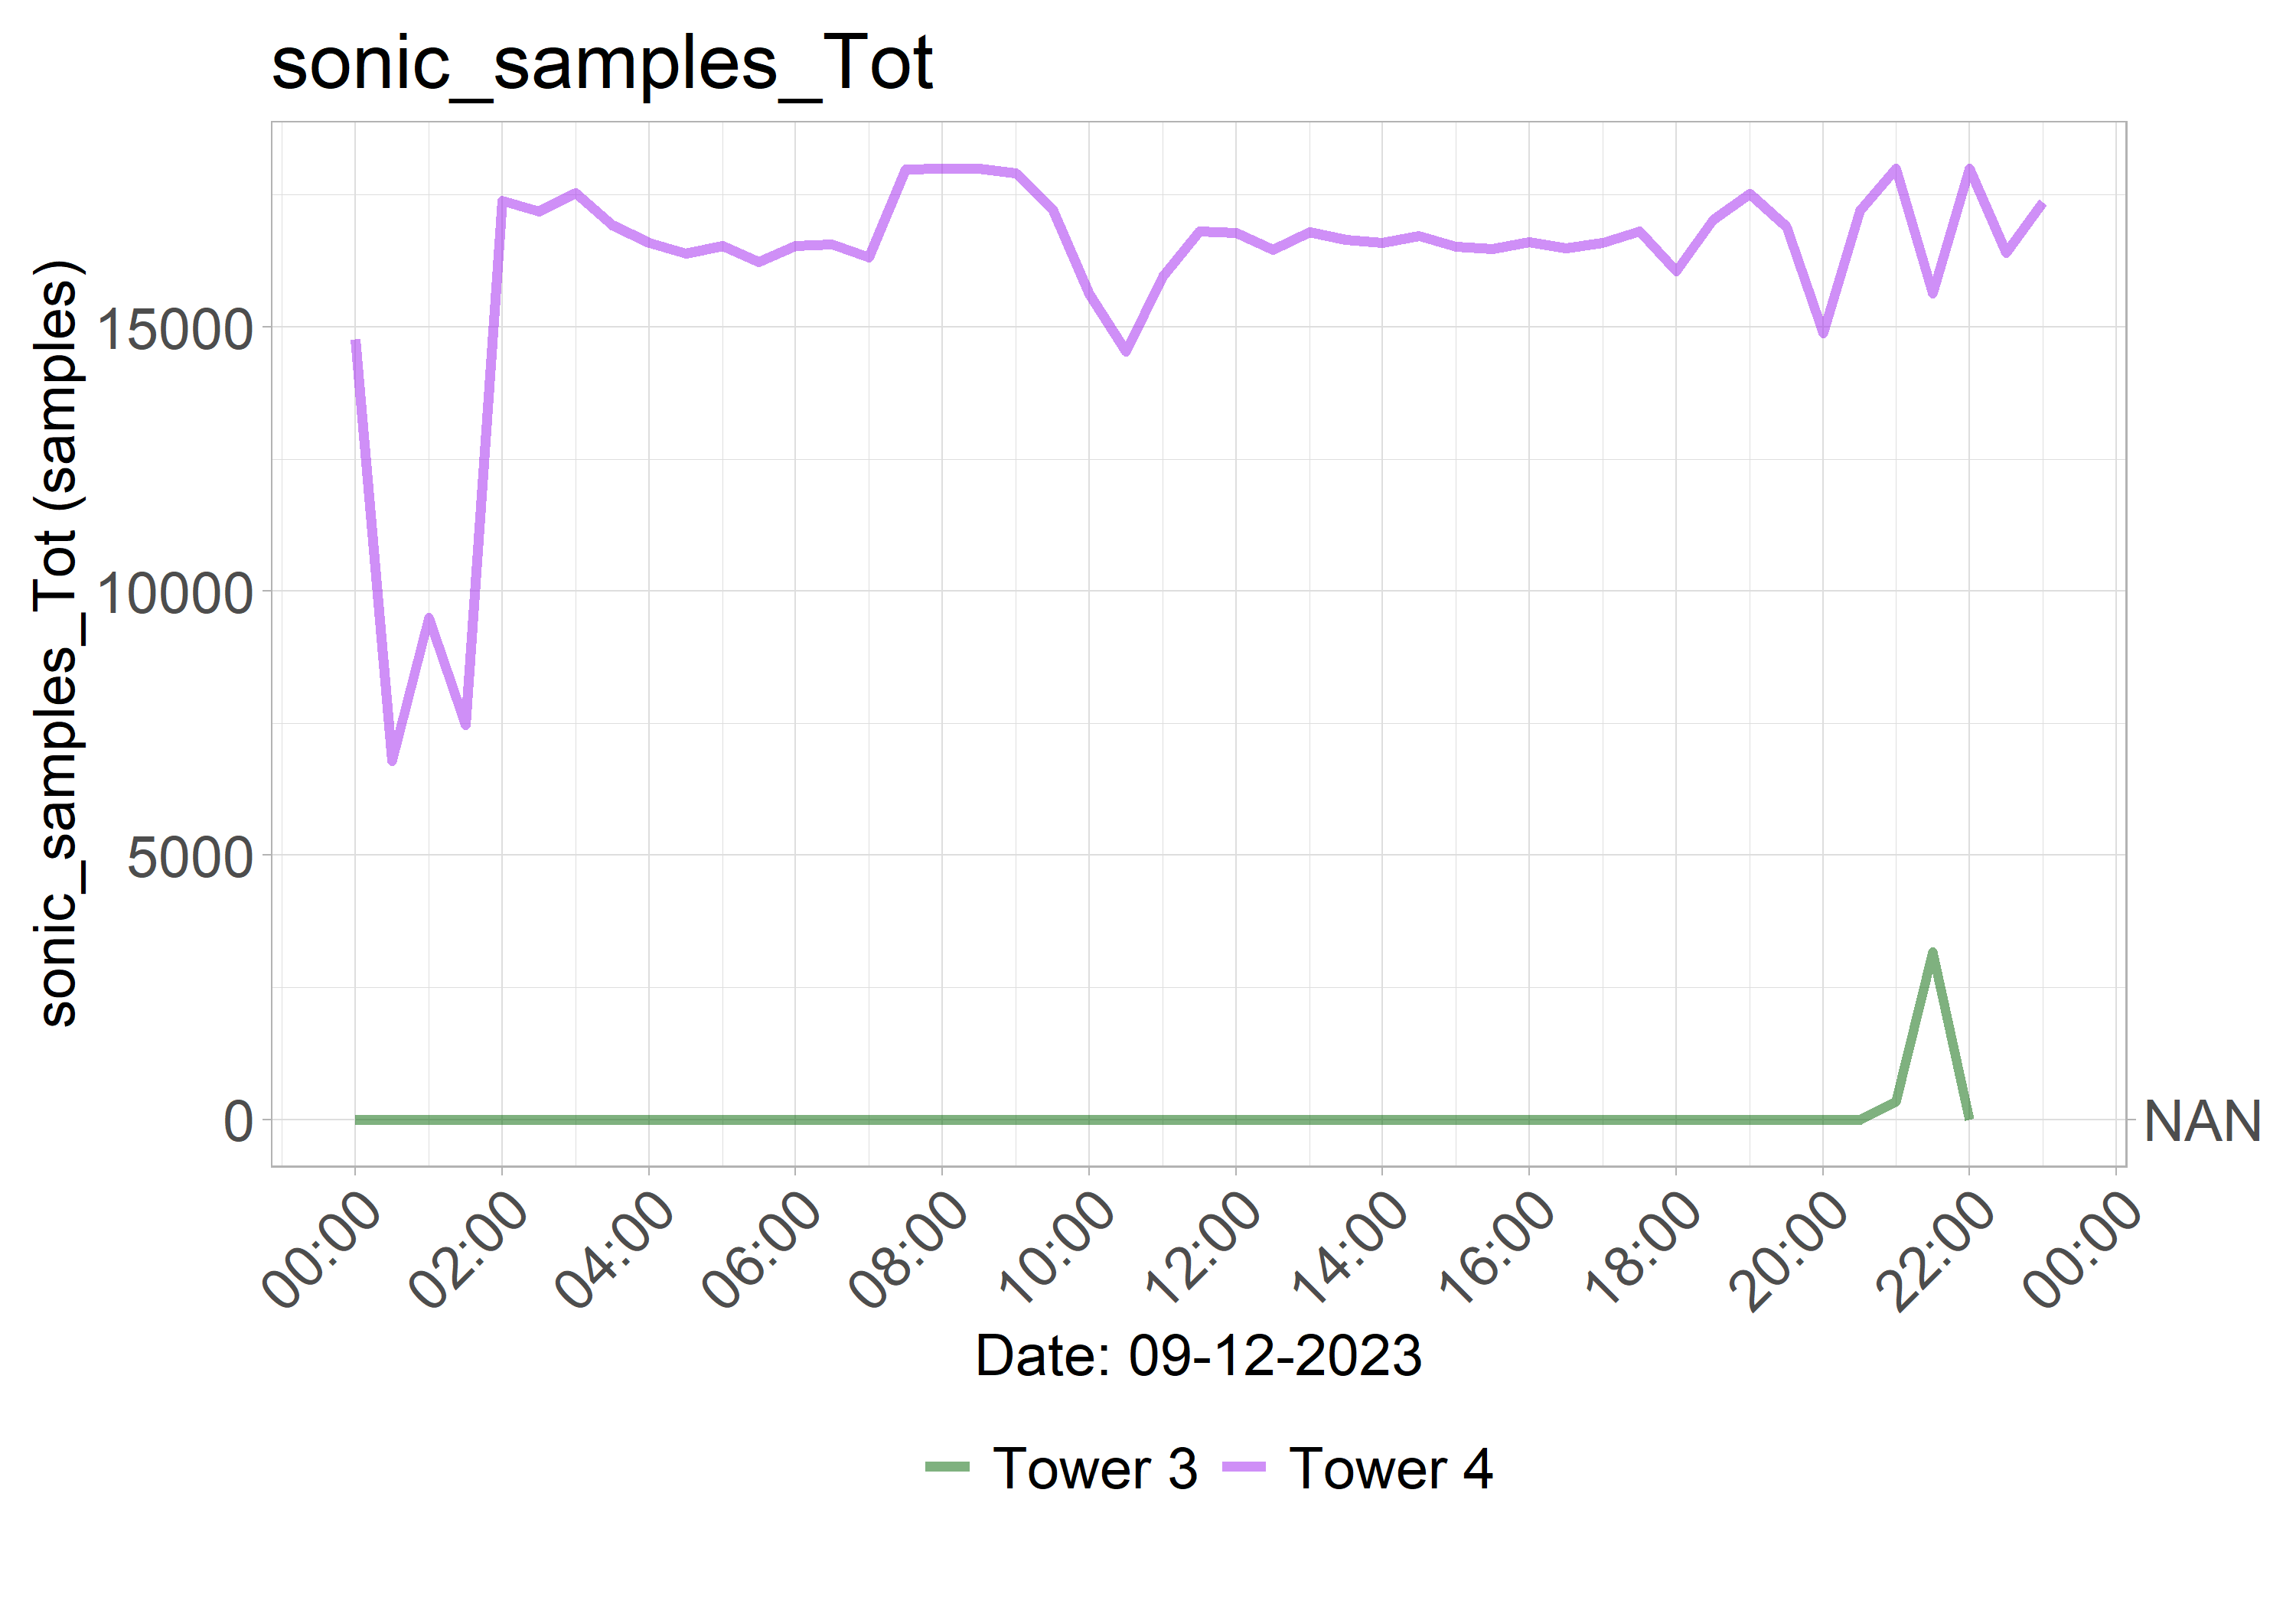 sonic_samples_Tot
sonic_samples_Tot (samples)
15000
10000
5000
0
NAN
00:00
02:00
04:00
06:00
08:00
10:00
12:00
14:00
16:00
18:00
20:00
22:00
00:00
Date: 09-12-2023
Tower 3
Tower 4